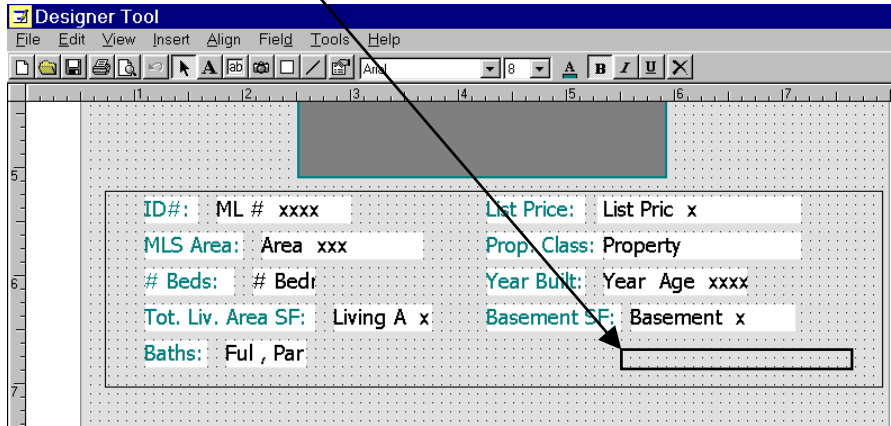 Designer Tool
File Edit View Insert Align Field Tools Help
A ab Arial 8 A B I U
1 2 3 4 5 6 7
5
ID#: ML # xxxx List Price: List Pric x
MLS Area: Area xxx Prop. Class: Property
6
# Beds: # Bedr Year Built: Year Age xxxx
Tot. Liv. Area SF: Living A x Basement SF: Basement x
Baths: Ful , Par
7